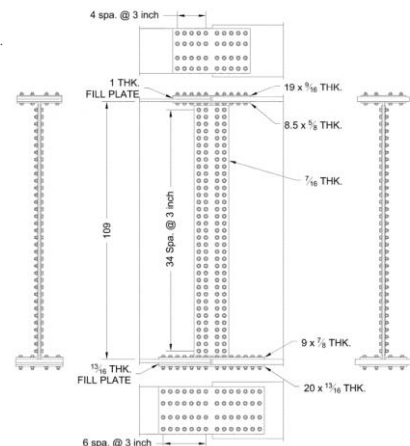 4 spa. @ 3 inch
1 THK.
FILL PLATE
19 x 9/16 THK.
8.5 x 5/8 THK.
7/16 THK.
109
34 Spa. @ 3 inch
9 x 7/8 THK.
13/16 THK.
FILL PLATE
20 x 13/16 THK.
6 spa. @ 3 inch